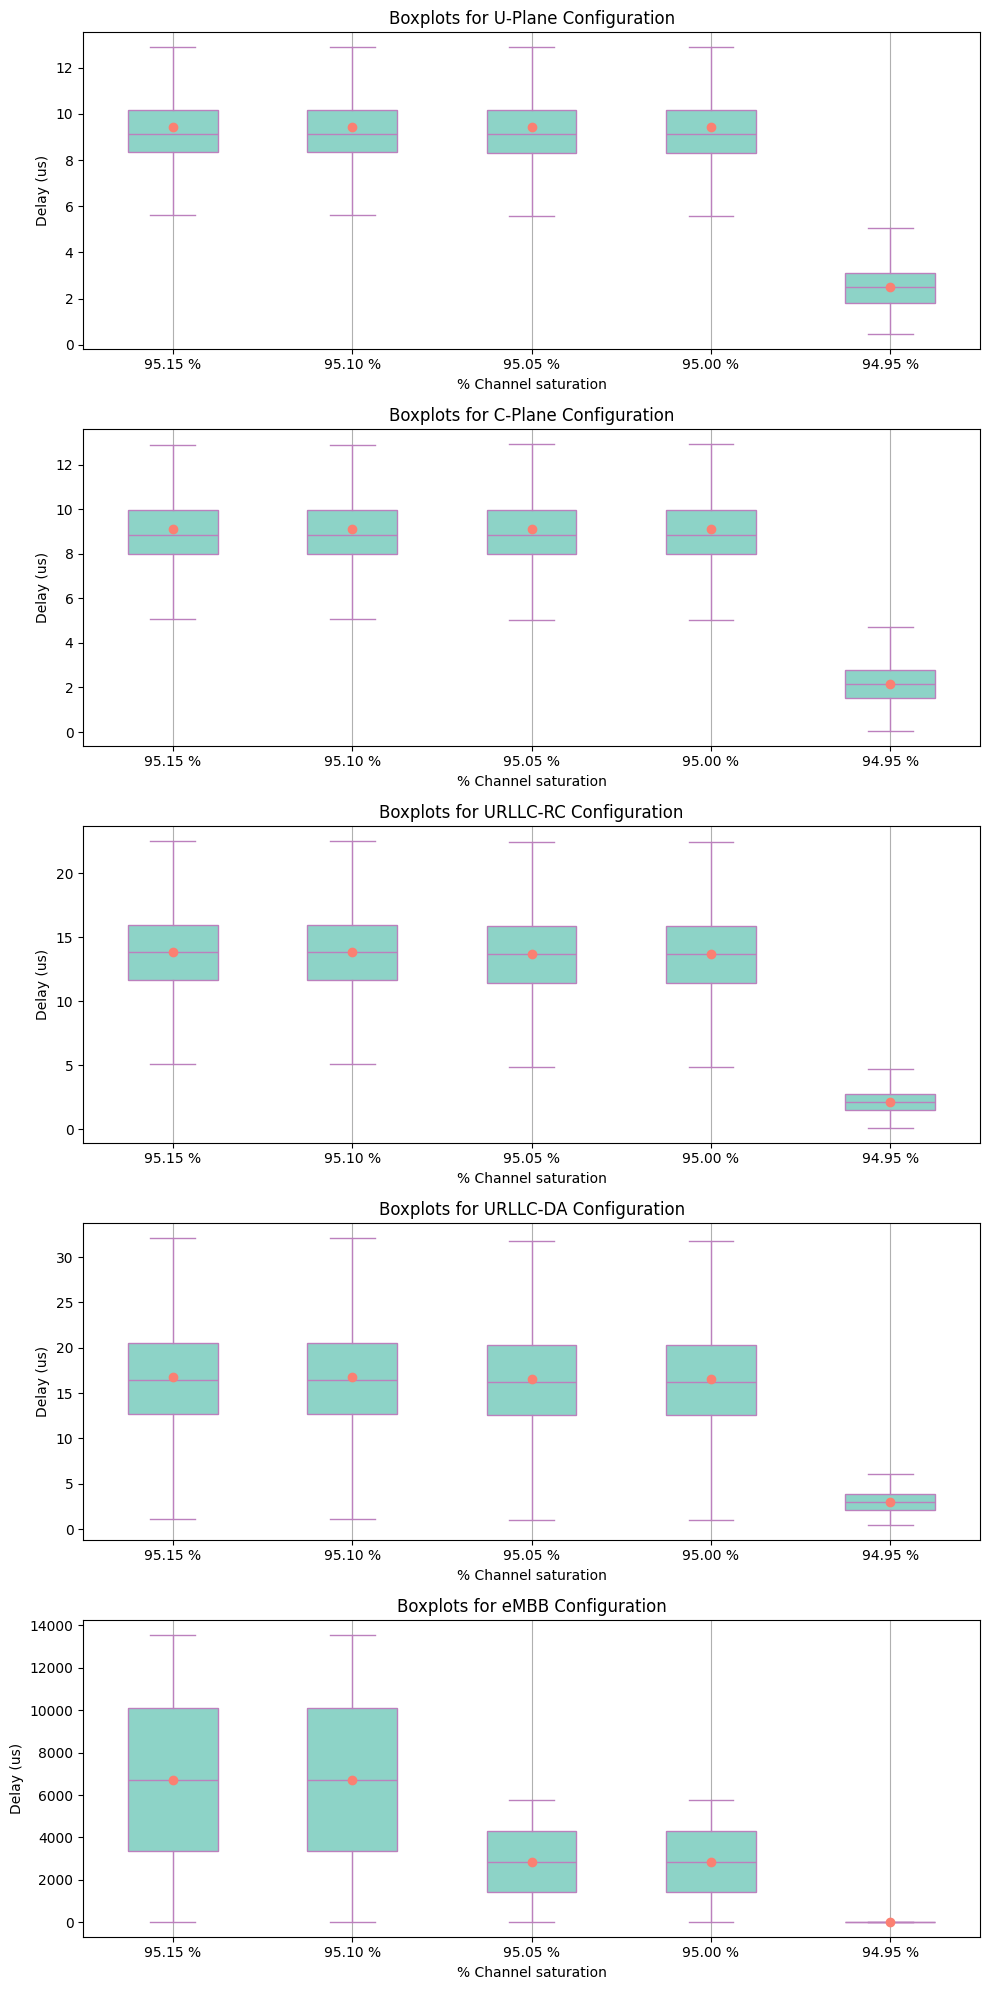 Boxplots for U-Plane Configuration
12
10
8
6
4
2
0
Delay (us)
95.15 % 95.10 % 95.05 % 95.00 % 94.95 %
% Channel saturation
Boxplots for C-Plane Configuration
12
10
8
6
4
2
0
Delay (us)
95.15 % 95.10 % 95.05 % 95.00 % 94.95 %
% Channel saturation
Boxplots for URLLC-RC Configuration
20
15
10
5
0
Delay (us)
95.15 % 95.10 % 95.05 % 95.00 % 94.95 %
% Channel saturation
Boxplots for URLLC-DA Configuration
30
25
20
15
10
5
0
Delay (us)
95.15 % 95.10 % 95.05 % 95.00 % 94.95 %
% Channel saturation
Boxplots for eMBB Configuration
14000
12000
10000
8000
6000
4000
2000
0
Delay (us)
95.15 % 95.10 % 95.05 % 95.00 % 94.95 %
% Channel saturation